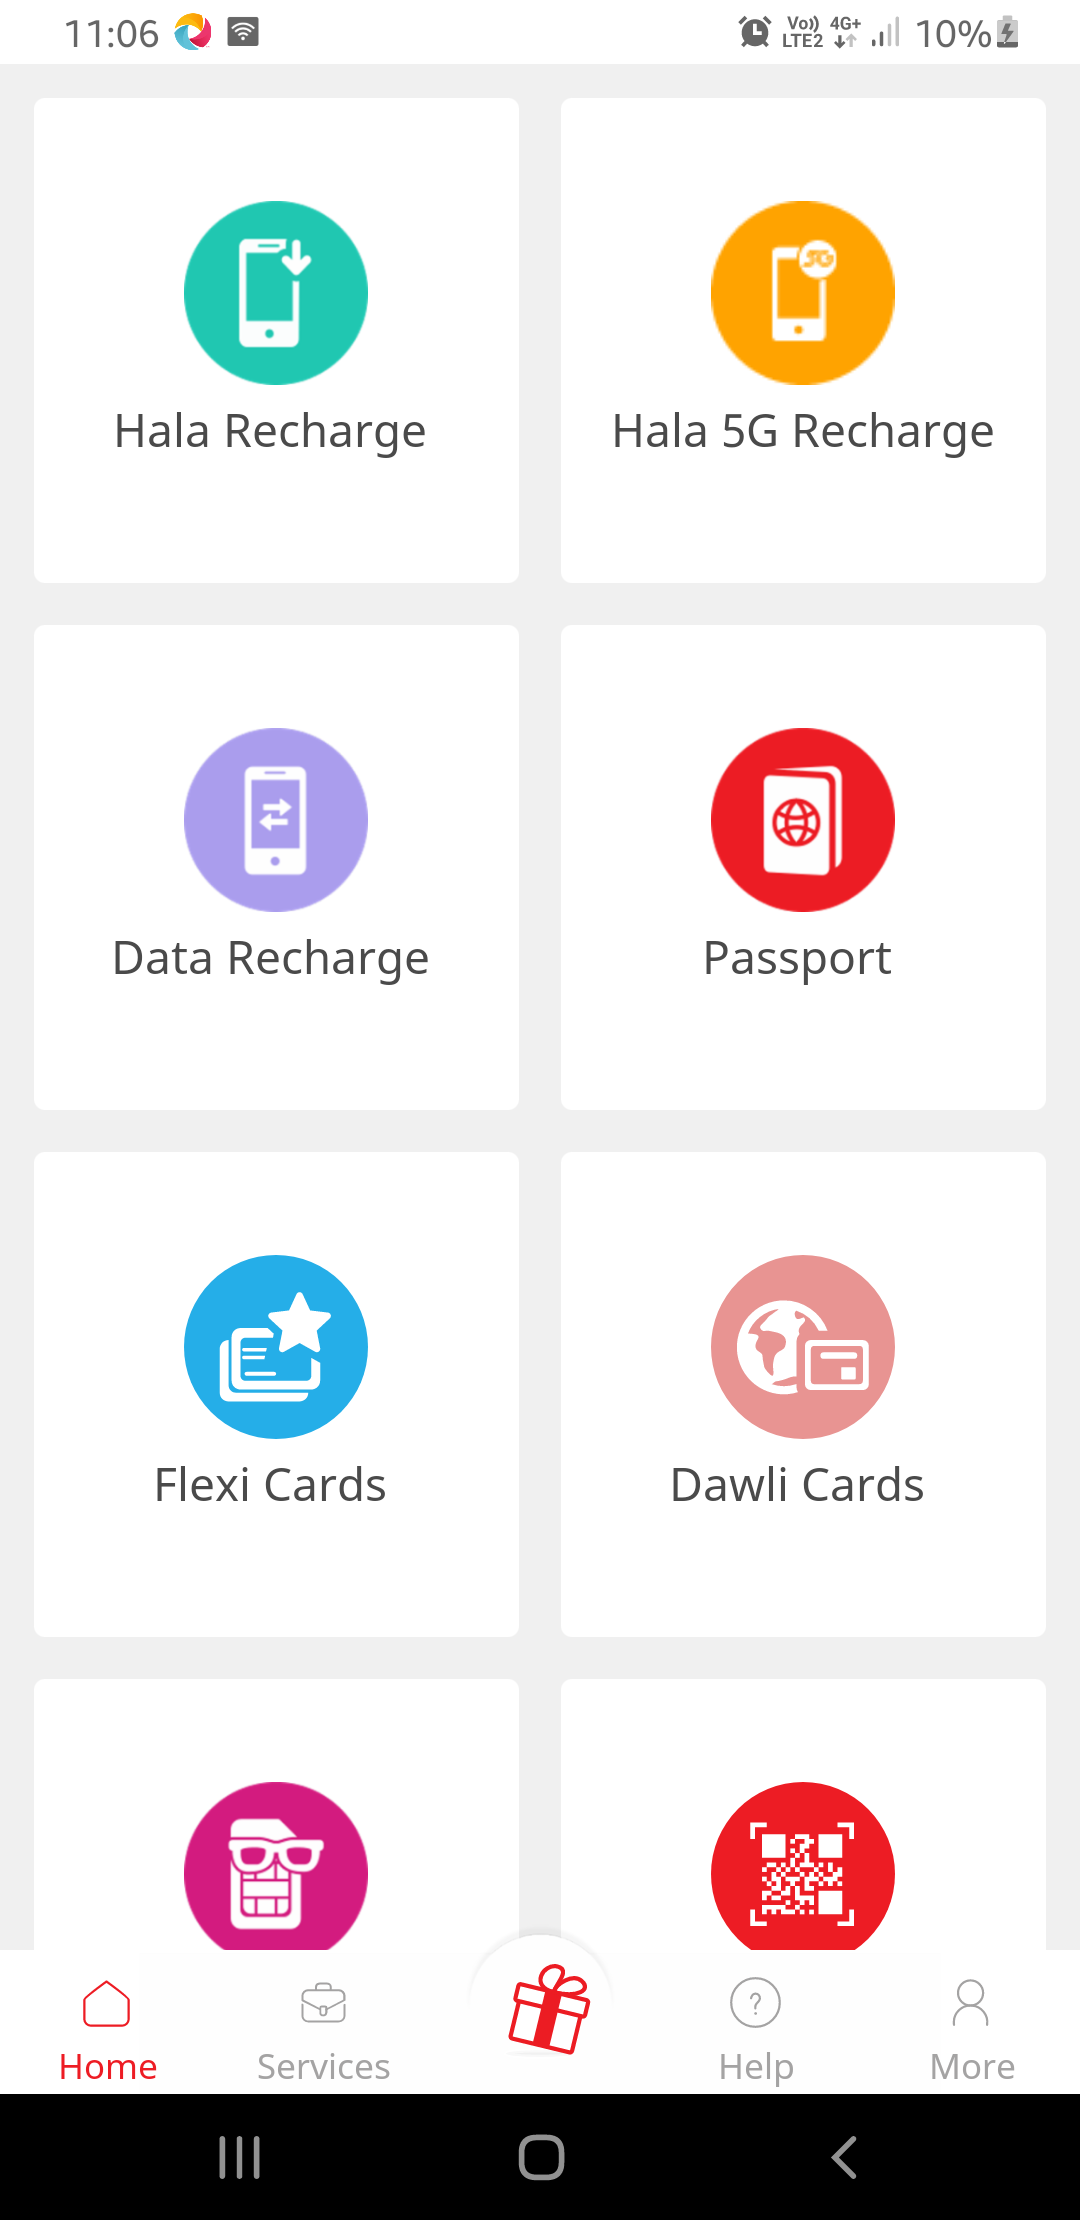 11:06
Vo)) LTE2 4G+ 10%
Hala Recharge
5G
Hala 5G Recharge
Data Recharge
Passport
Flexi Cards
Dawli Cards
Home
Services
?
Help
More